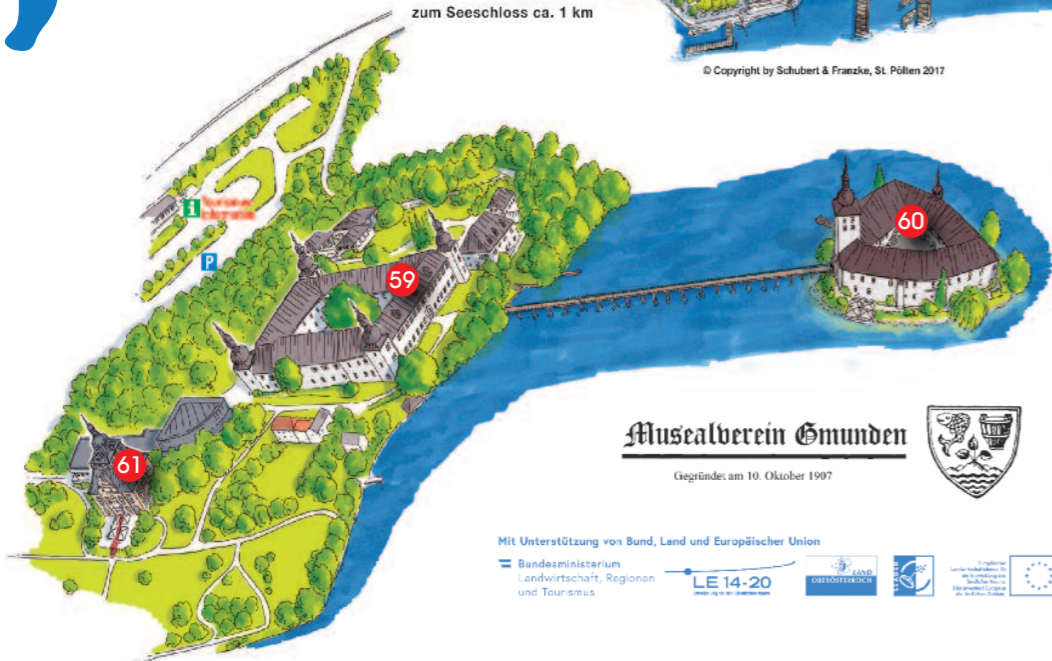 zum Seeschloss ca. 1 km
© Copyright by Schubert & Franzke, St. Pölten 2017
i Tourismus
Information
P
59
60
61
Musealverein Gmunden
Gegründet am 10. Oktober 1907
Mit Unterstützung von Bund, Land und Europäischer Union
Bundesministerium
Landwirtschaft, Regionen
und Tourismus
LE 14-20
LAND
OBERÖSTERREICH